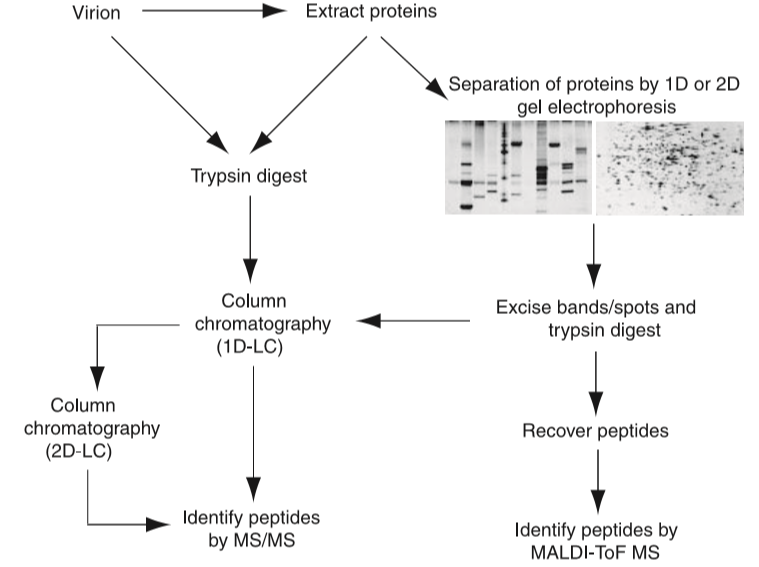 Virion
Extract proteins
Separation of proteins by 1D or 2D
gel electrophoresis
Trypsin digest
Column
chromatography
(1D-LC)
Excise bands/spots and
trypsin digest
Column
chromatography
(2D-LC)
Recover peptides
Identify peptides
by MS/MS
Identify peptides by
MALDI-ToF MS